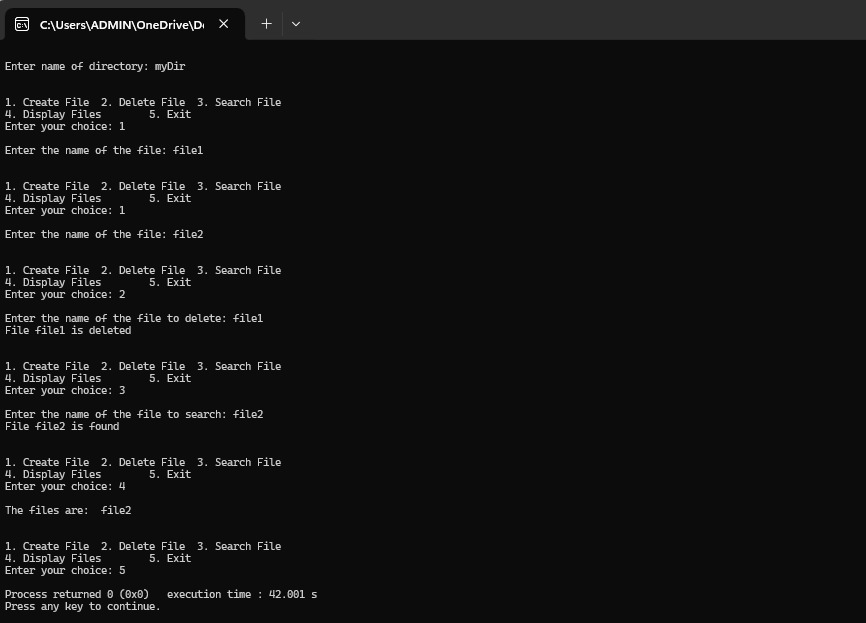 C:\Users\ADMIN\OneDrive\D
Enter name of directory: myDir
1. Create File  2. Delete File  3. Search File
4. Display Files        5. Exit
Enter your choice: 1
Enter the name of the file: file1
1. Create File  2. Delete File  3. Search File
4. Display Files        5. Exit
Enter your choice: 1
Enter the name of the file: file2
1. Create File  2. Delete File  3. Search File
4. Display Files        5. Exit
Enter your choice: 2
Enter the name of the file to delete: file1
File file1 is deleted
1. Create File  2. Delete File  3. Search File
4. Display Files        5. Exit
Enter your choice: 3
Enter the name of the file to search: file2
File file2 is found
1. Create File  2. Delete File  3. Search File
4. Display Files        5. Exit
Enter your choice: 4
The files are:  file2
1. Create File  2. Delete File  3. Search File
4. Display Files        5. Exit
Enter your choice: 5
Process returned 0 (0x0)   execution time : 42.001 s
Press any key to continue.